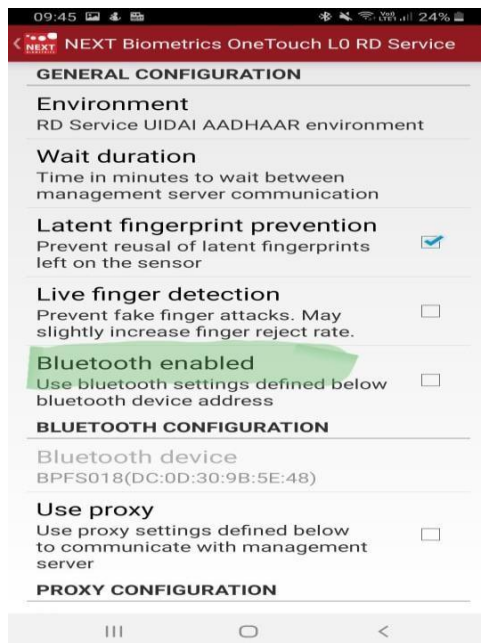 09:45 24%
NEXT NEXT Biometrics OneTouch L0 RD Service
GENERAL CONFIGURATION
Environment
RD Service UIDAI AADHAAR environment
Wait duration
Time in minutes to wait between
management server communication
Latent fingerprint prevention
Prevent reusal of latent fingerprints
left on the sensor
Live finger detection
Prevent fake finger attacks. May
slightly increase finger reject rate.
Bluetooth enabled
Use bluetooth settings defined below
bluetooth device address
BLUETOOTH CONFIGURATION
Bluetooth device
BPFS018(DC:0D:30:9B:5E:48)
Use proxy
Use proxy settings defined below
to communicate with management
server
PROXY CONFIGURATION